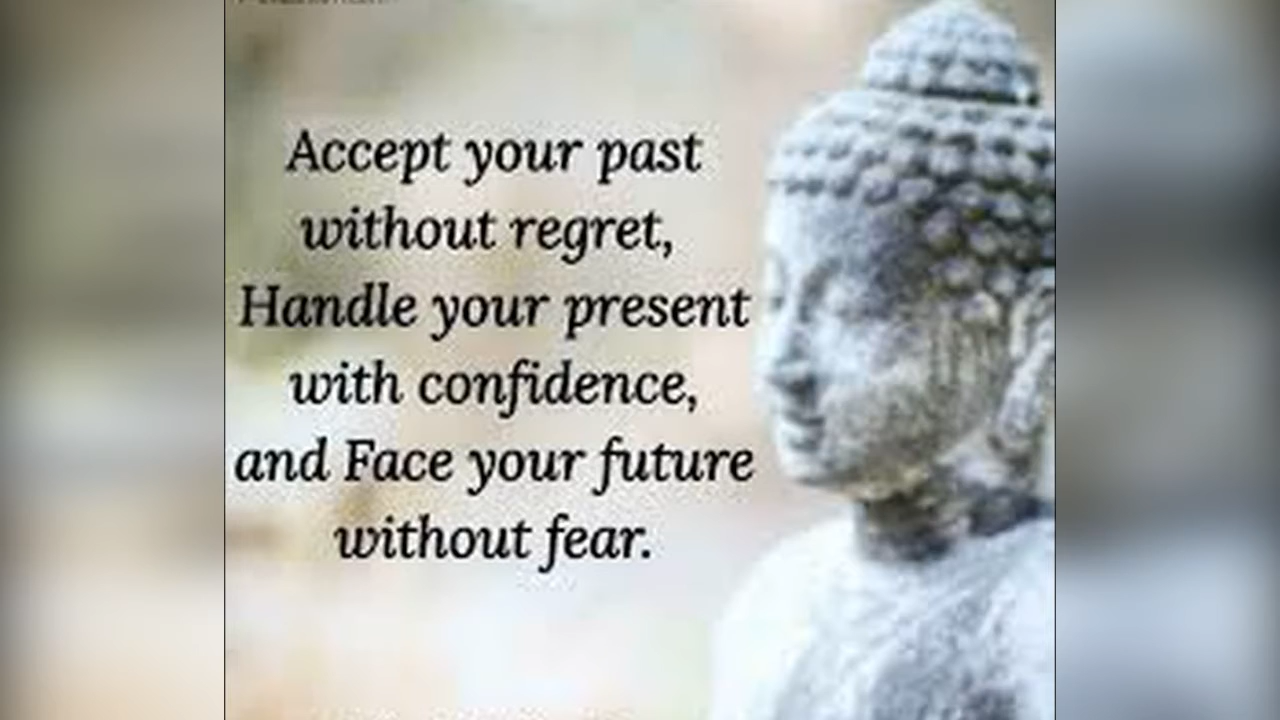 Accept your past
without regret,
Handle your present
with confidence,
and Face your future
without fear.